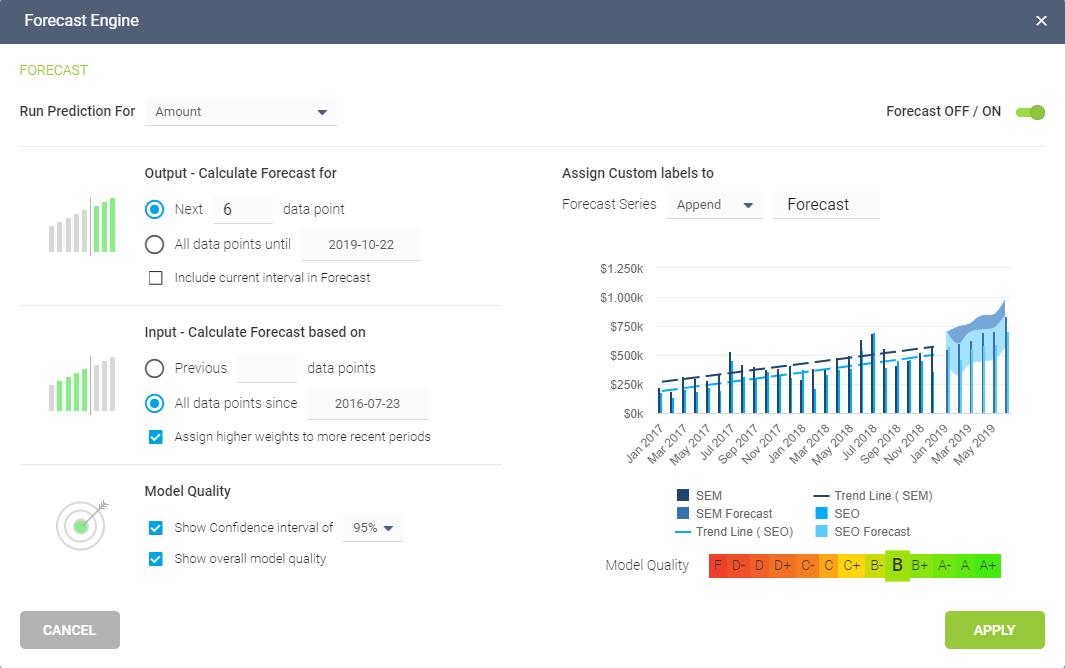 Forecast Engine
FORECAST
Run Prediction For Amount
Forecast OFF / ON
Output - Calculate Forecast for
Next 6 data point
All data points until 2019-10-22
Include current interval in Forecast
Input - Calculate Forecast based on
Previous data points
All data points since 2016-07-23
Assign higher weights to more recent periods
Model Quality
Show Confidence interval of 95%
Show overall model quality
Assign Custom labels to
Forecast Series Append Forecast
$1.250k
$1.000k
$750k
$500k
$250k
$0k
Jan 2017
Mar 2017
May 2017
Jul 2017
Sep 2017
Nov 2017
Jan 2018
Mar 2018
May 2018
Jul 2018
Sep 2018
Nov 2018
Jan 2019
Mar 2019
May 2019
SEM
Trend Line ( SEM)
SEM Forecast
SEO
Trend Line ( SEO)
SEO Forecast
Model Quality F D- D D+ C- C C+ B- B B+ A- A A+
CANCEL
APPLY